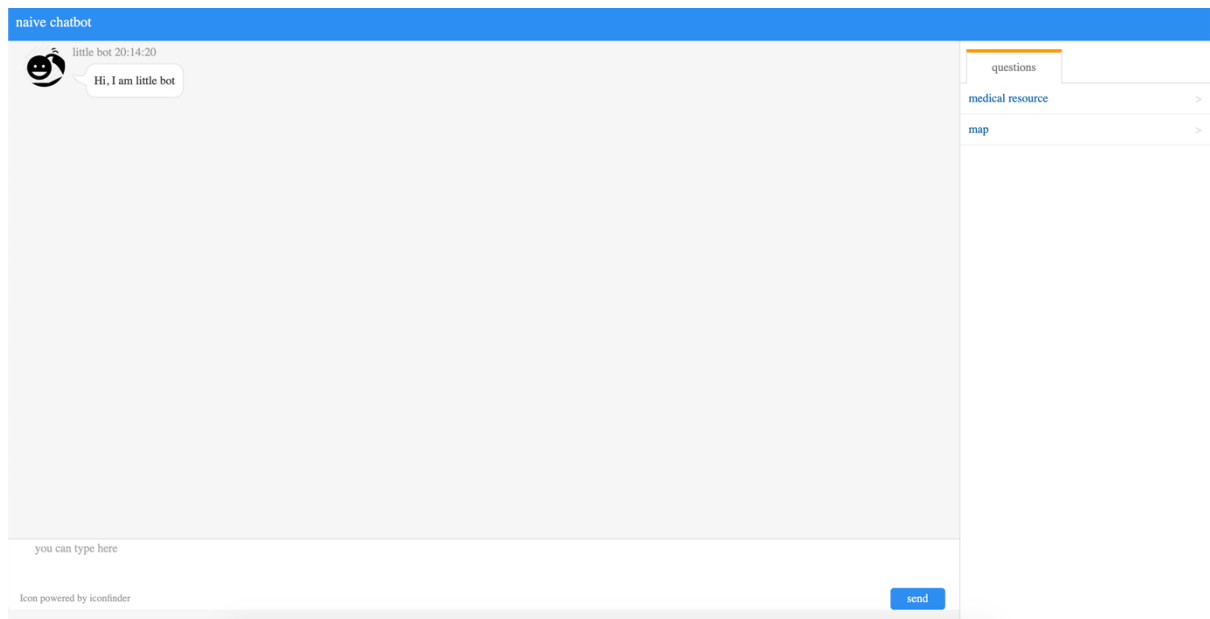 naive chatbot
little bot 20:14:20
Hi, I am little bot
questions
medical resource >
map >
you can type here
Icon powered by iconfinder
send